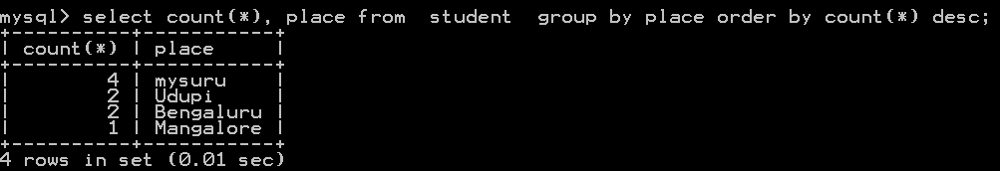 mysql> select count(*), place from  student  group by place order by count(*) desc;
+----------+-----------+
| count(*) | place     |
+----------+-----------+
|        4 | mysuru    |
|        2 | Udupi     |
|        2 | Bengaluru |
|        1 | Mangalore |
+----------+-----------+
4 rows in set (0.01 sec)